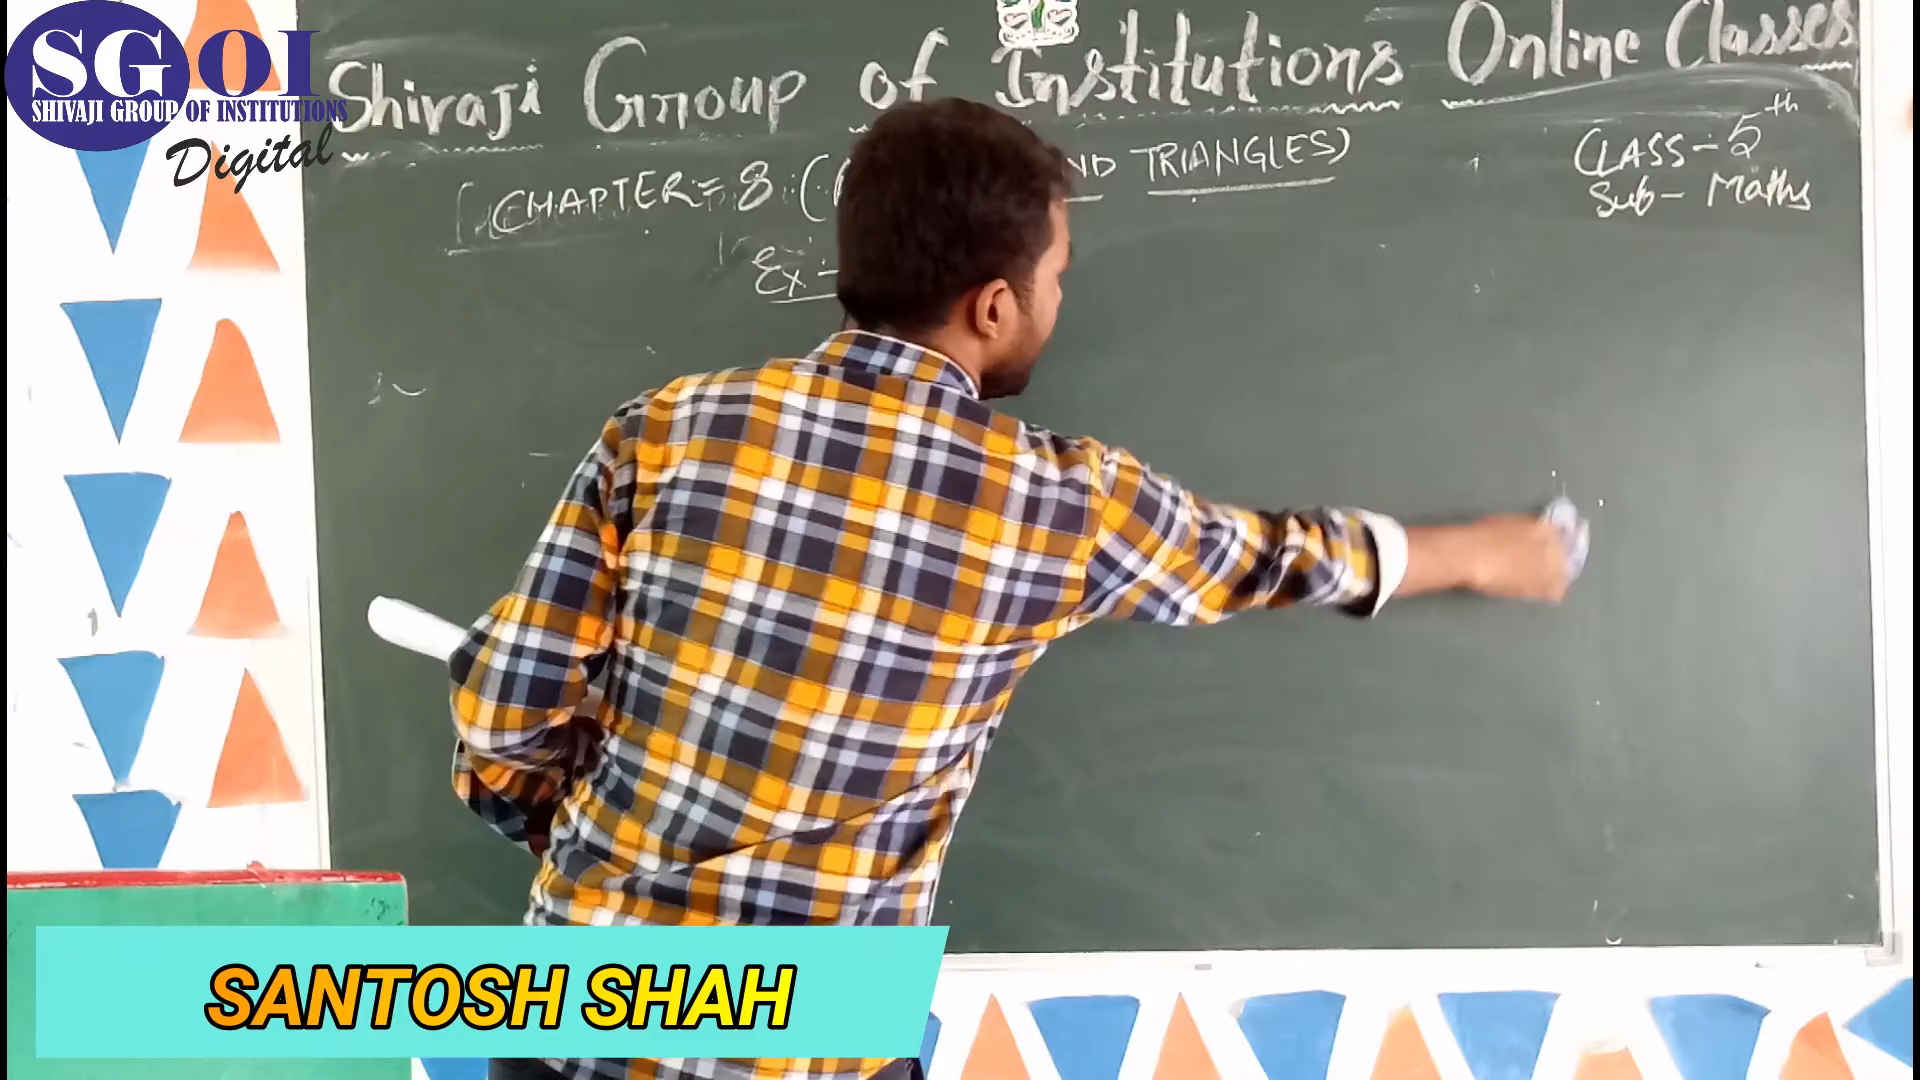 SGOI
SHIVAJI GROUP OF INSTITUTIONS
Digital
Shivaji Group of Institutions Online Classes
CHAPTER = 8 ( ND TRIANGLES)
Ex -
CLASS - 5th
Sub - Maths
SANTOSH SHAH